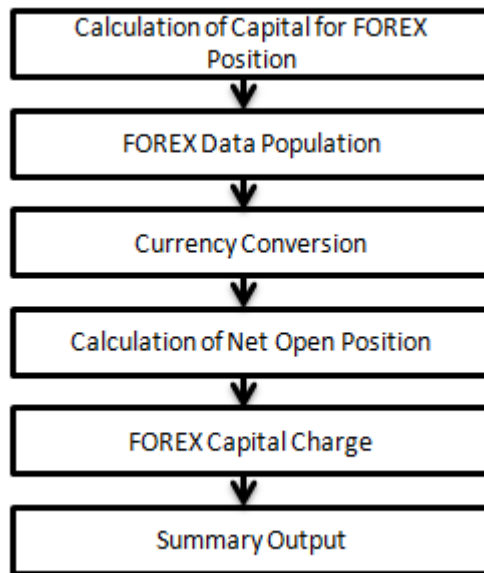 Calculation of Capital for FOREX
Position
FOREX Data Population
Currency Conversion
Calculation of Net Open Position
FOREX Capital Charge
Summary Output